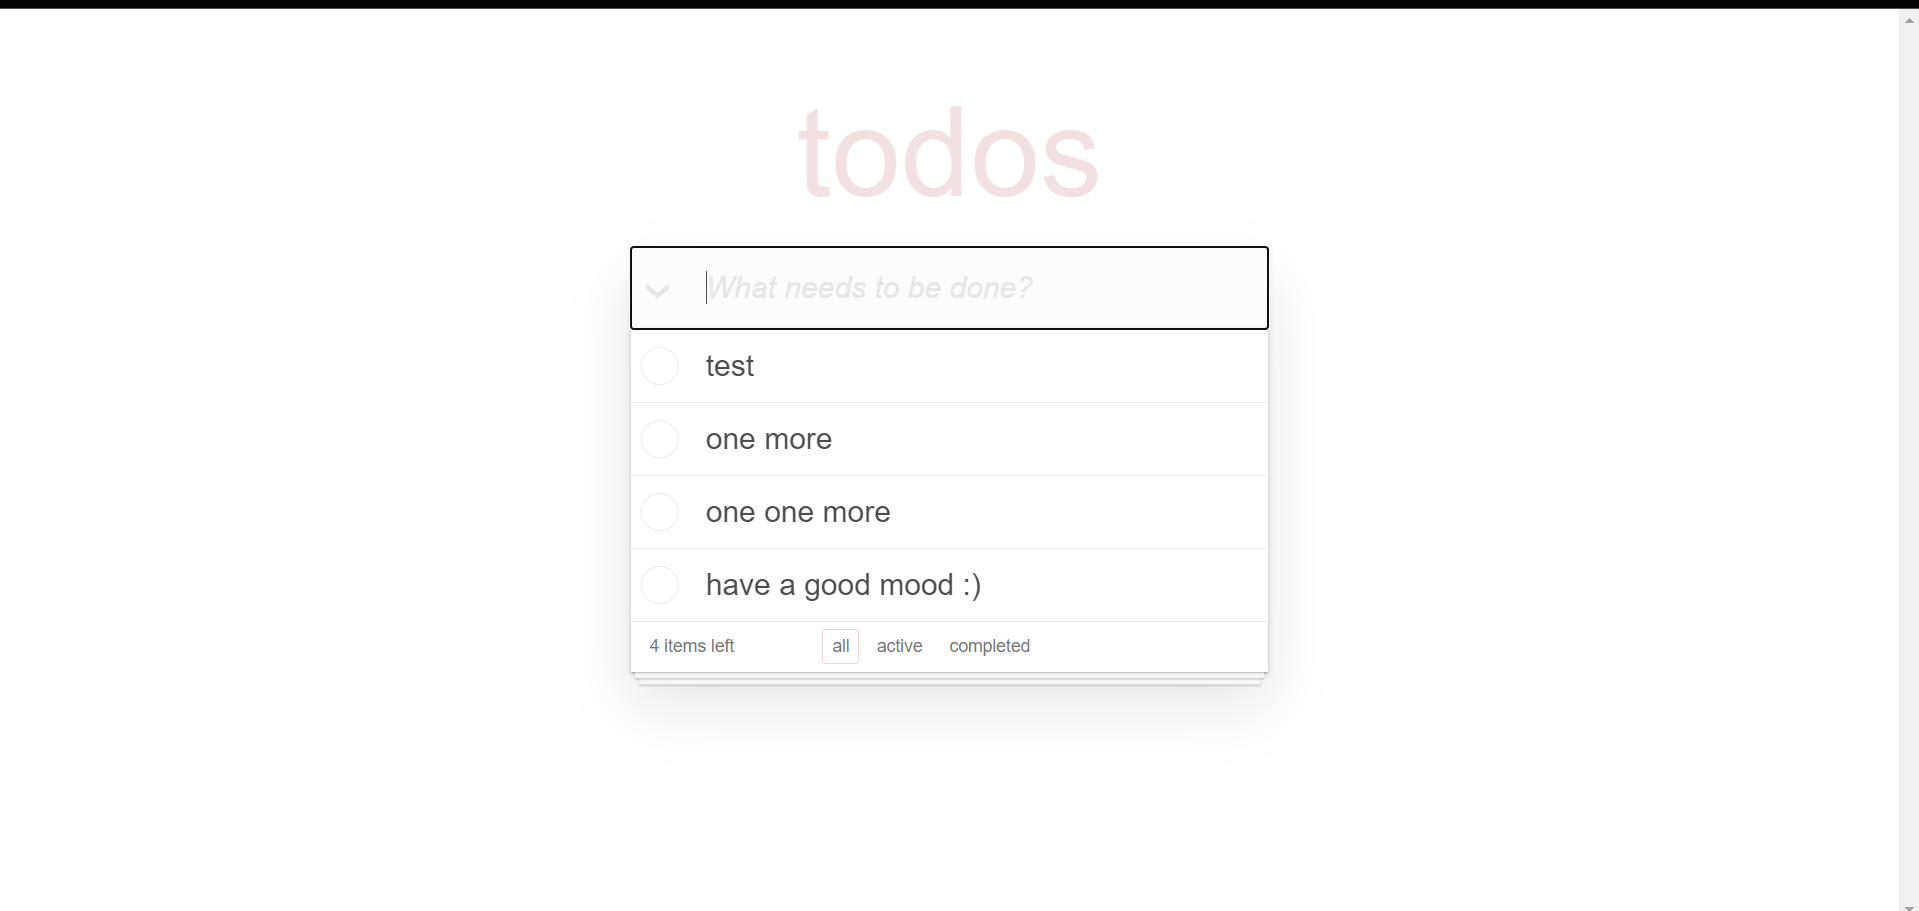 todos
What needs to be done?
test
one more
one one more
have a good mood :)
4 items left all active completed